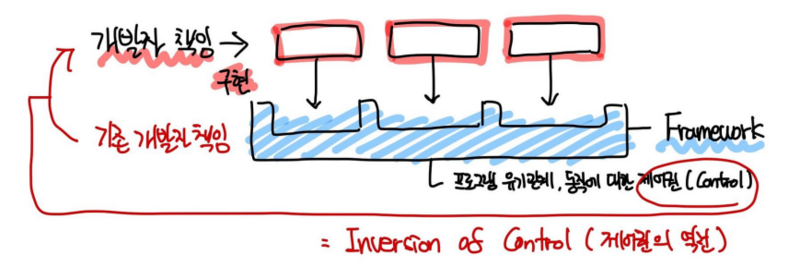 개발자 책임 →
구현
기존 개발자 책임
Framework
프로그램 유기관계, 동작에 대한 제어권 (Control)
= Inversion of Control ( 제어권의 역전 )